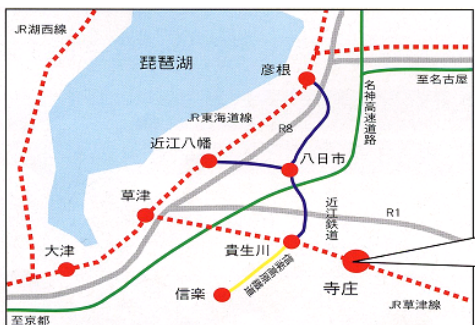 JR湖西線
琵琶湖
彦根
至名古屋
名神高速道路
JR東海道線
R8
近江八幡
八日市
草津
近江鉄道
R1
大津
貴生川
信楽高原鐵道
寺庄
信楽
至京都
JR草津線